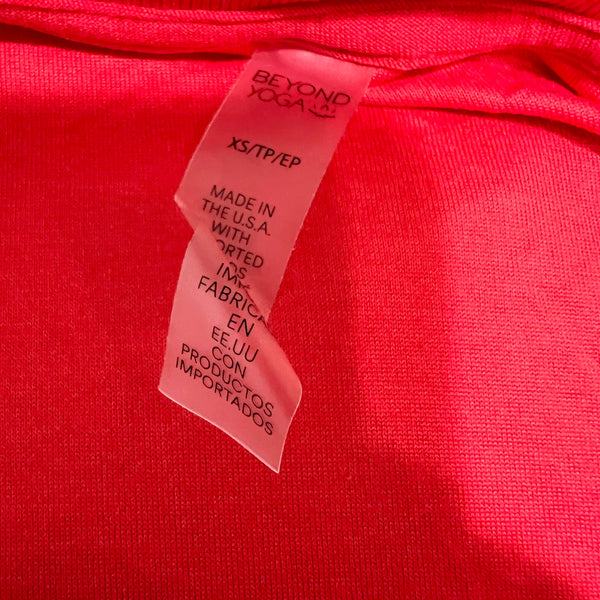 BEYOND
YOGA
XS/TP/EP
MADE IN
THE U.S.A.
WITH
FABRICA
EN
EE.UU
CON
PRODUCTOS
IMPORTADOS